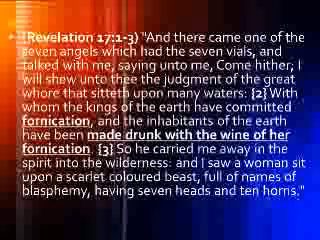 (Revelation 17:1-3) "And there came one of the
seven angels which had the seven vials, and
talked with me, saying unto me, Come hither; I
will shew unto thee the judgment of the great
whore that sitteth upon many waters: {2} With
whom the kings of the earth have committed
fornication, and the inhabitants of the earth
have been made drunk with the wine of her
fornication. {3} So he carried me away in the
spirit into the wilderness: and I saw a woman sit
upon a scarlet coloured beast, full of names of
blasphemy, having seven heads and ten horns."